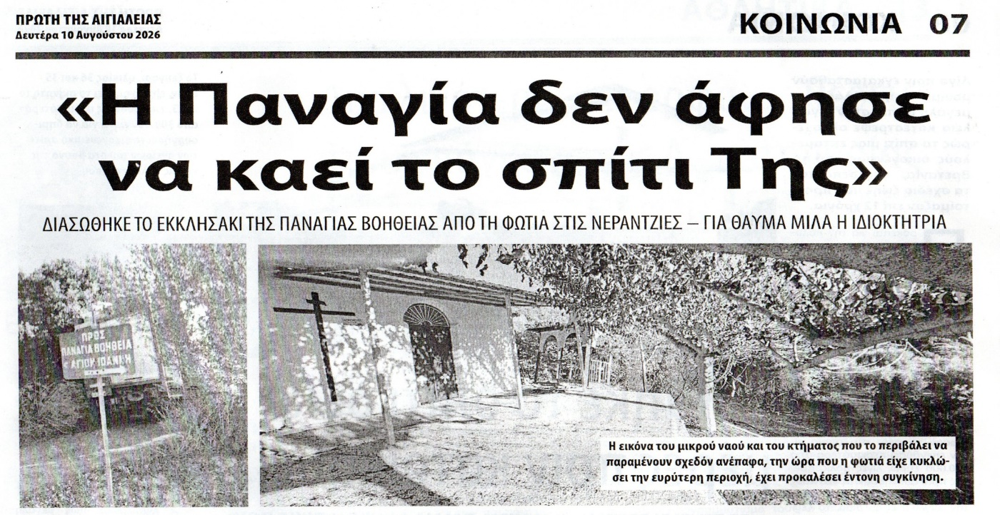 ΠΡΩΤΗ ΤΗΣ ΑΙΓΙΑΛΕΙΑΣ
Δευτέρα 10 Αυγούστου 2026
ΚΟΙΝΩΝΙΑ 07
«Η Παναγία δεν άφησε
να καεί το σπίτι Της»
ΔΙΑΣΩΘΗΚΕ ΤΟ ΕΚΚΛΗΣΑΚΙ ΤΗΣ ΠΑΝΑΓΙΑΣ ΒΟΗΘΕΙΑΣ ΑΠΟ ΤΗ ΦΩΤΙΑ ΣΤΙΣ ΝΕΡΑΝΤΖΙΕΣ – ΓΙΑ ΘΑΥΜΑ ΜΙΛΑ Η ΙΔΙΟΚΤΗΤΡΙΑ
ΠΡΟΣ
ΠΑΝΑΓΙΑ ΒΟΗΘΕΙΑ
ΑΓΙΟΝ ΙΩΑΝΝΗ
Η εικόνα του μικρού ναού και του κτήματος που το περιβάλει να
παραμένουν σχεδόν ανέπαφα, την ώρα που η φωτιά είχε κυκλώ-
σει την ευρύτερη περιοχή, έχει προκαλέσει έντονη συγκίνηση.